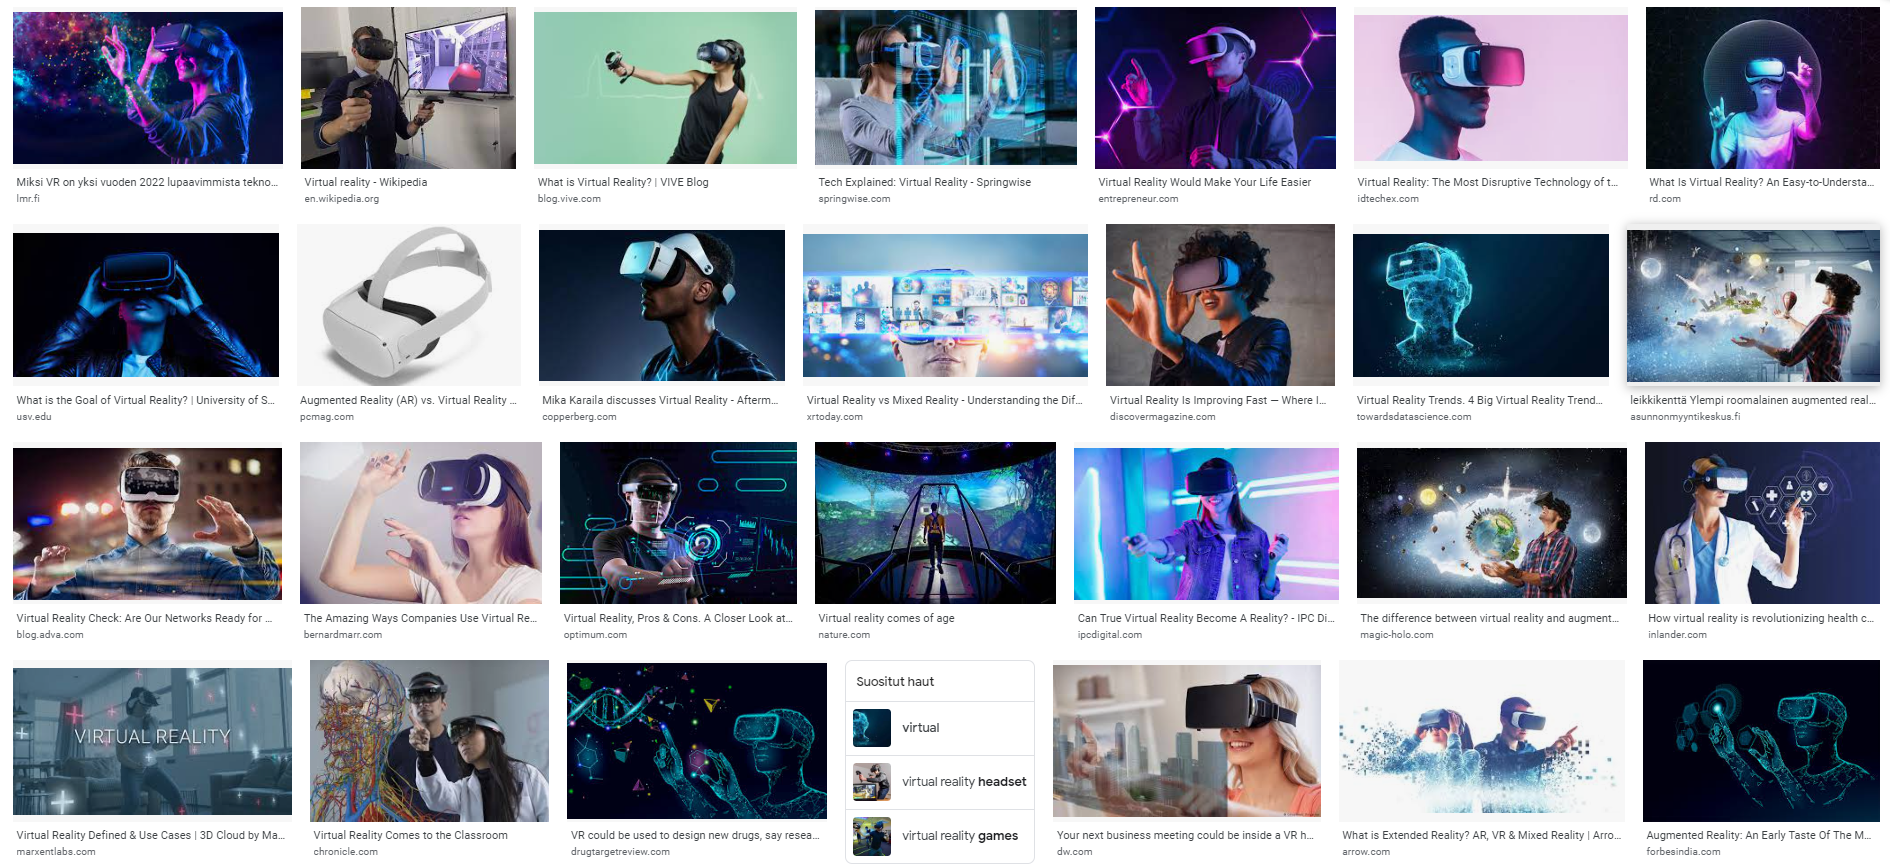 Miksi VR on yksi vuoden 2022 lupaavimmista tekno...
lmr.fi
Virtual reality - Wikipedia
en.wikipedia.org
What is Virtual Reality? | VIVE Blog
blog.vive.com
Tech Explained: Virtual Reality - Springwise
springwise.com
Virtual Reality Would Make Your Life Easier
entrepreneur.com
Virtual Reality: The Most Disruptive Technology of t...
idtechex.com
What Is Virtual Reality? An Easy-to-Understa...
rd.com
What is the Goal of Virtual Reality? | University of S...
usv.edu
Augmented Reality (AR) vs. Virtual Reality ...
pcmag.com
Mika Karaila discusses Virtual Reality - Afterm...
copperberg.com
Virtual Reality vs Mixed Reality - Understanding the Dif...
xrtoday.com
Virtual Reality Is Improving Fast — Where I...
discovermagazine.com
Virtual Reality Trends. 4 Big Virtual Reality Trend...
towardsdatascience.com
leikkikenttä Ylempi roomalainen augmented real...
asunnonmyyntikeskus.fi
Virtual Reality Check: Are Our Networks Ready for ...
blog.adva.com
The Amazing Ways Companies Use Virtual Re...
bernardmarr.com
Virtual Reality, Pros & Cons. A Closer Look at...
optimum.com
Virtual reality comes of age
nature.com
Can True Virtual Reality Become A Reality? - IPC Di...
ipcdigital.com
The difference between virtual reality and augment...
magic-holo.com
How virtual reality is revolutionizing health c...
inlander.com
VIRTUAL REALITY
Virtual Reality Defined & Use Cases | 3D Cloud by Ma...
marxentlabs.com
Virtual Reality Comes to the Classroom
chronicle.com
VR could be used to design new drugs, say resea...
drugtargetreview.com
Suositut haut
virtual
virtual reality headset
virtual reality games
Your next business meeting could be inside a VR h...
dw.com
What is Extended Reality? AR, VR & Mixed Reality | Arro...
arrow.com
Augmented Reality: An Early Taste Of The M...
forbesindia.com